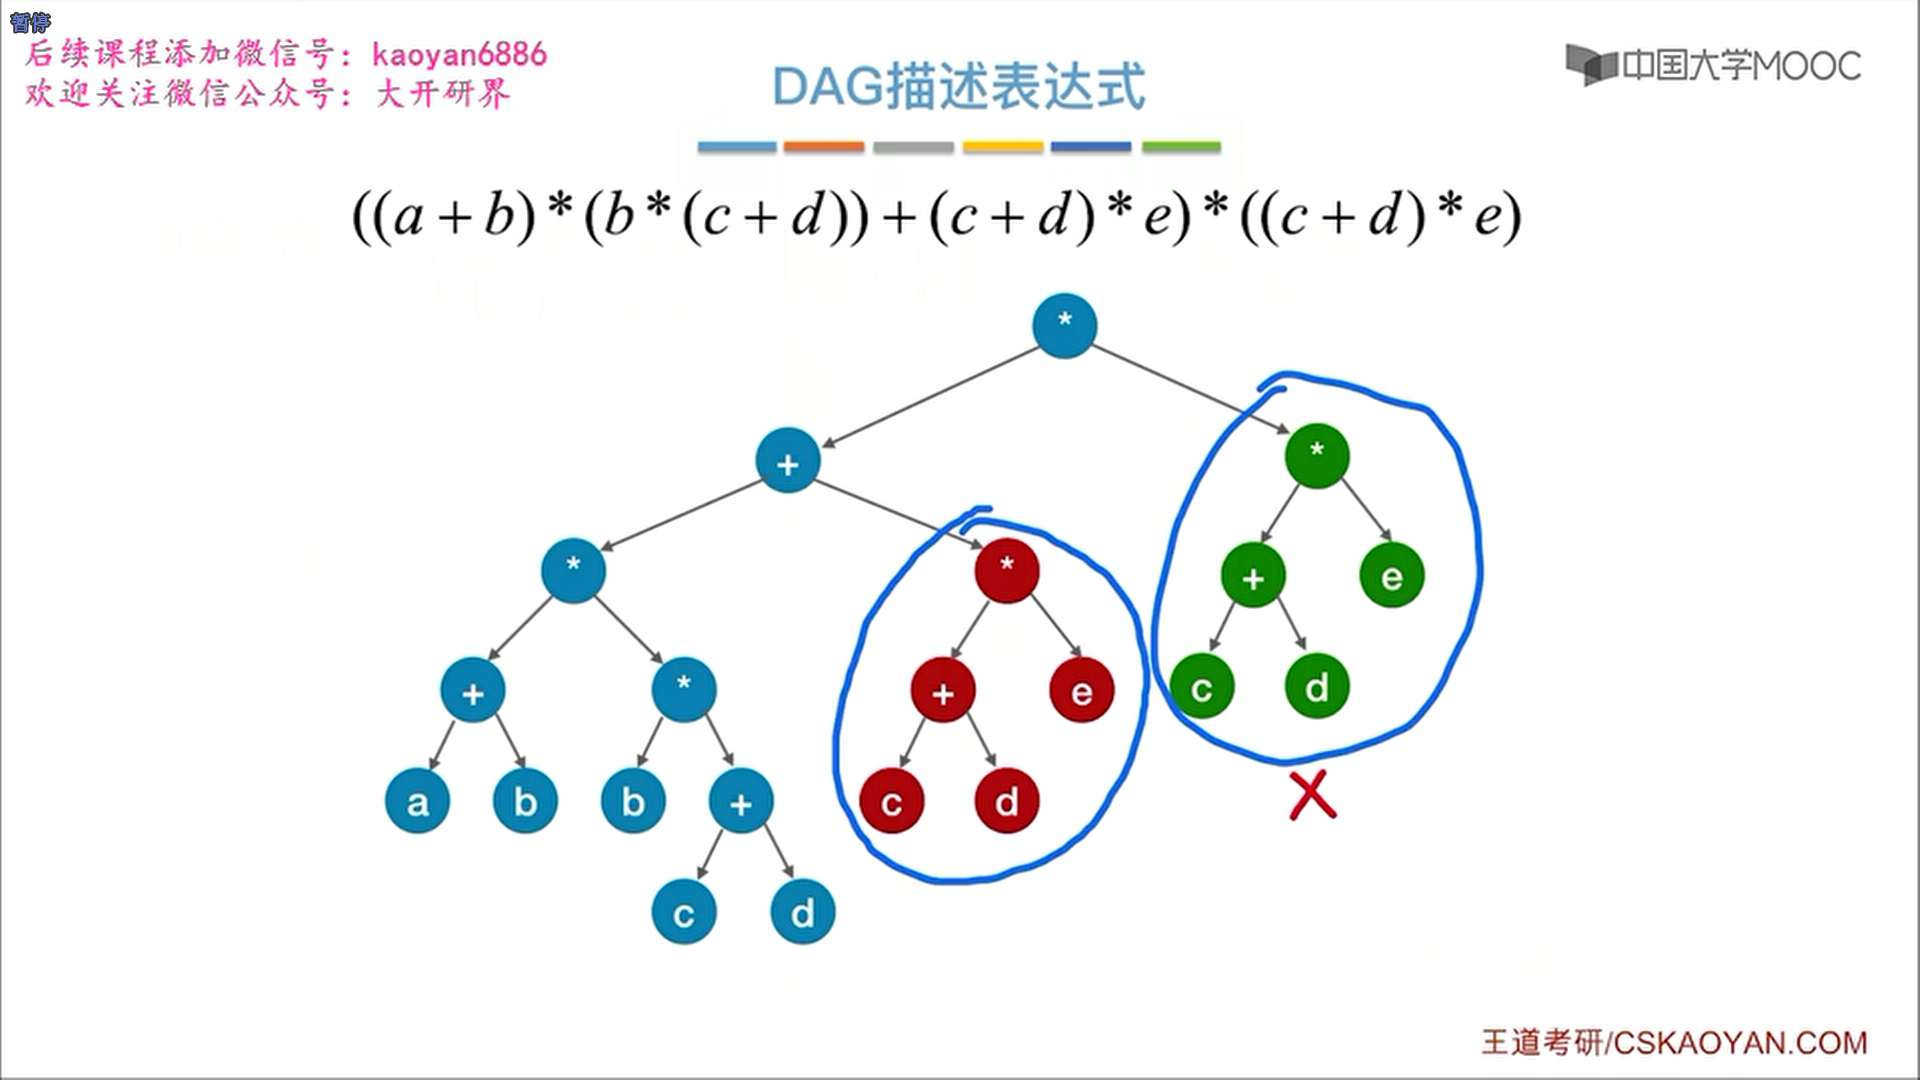 暂停
后续课程添加微信号：kaoyan6886
欢迎关注微信公众号：大开研界
中国大学MOOC
DAG描述表达式
((a+b)*(b*(c+d))+(c+d)*e)*((c+d)*e)
*
+ *
* * + e
+ * + e c d
a b b + c d
c d
王道考研/CSKAOYAN.COM